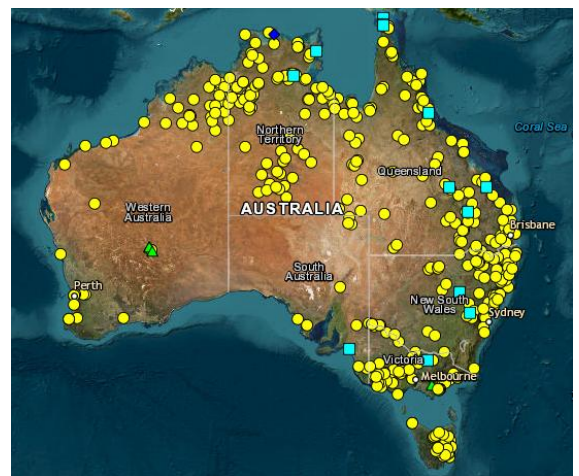 Coral Sea
Northern
Territory
Queensland
Western
Australia
AUSTRALIA
Brisbane
South
Australia
Perth
New South
Wales
Sydney
Victoria
Melbourne